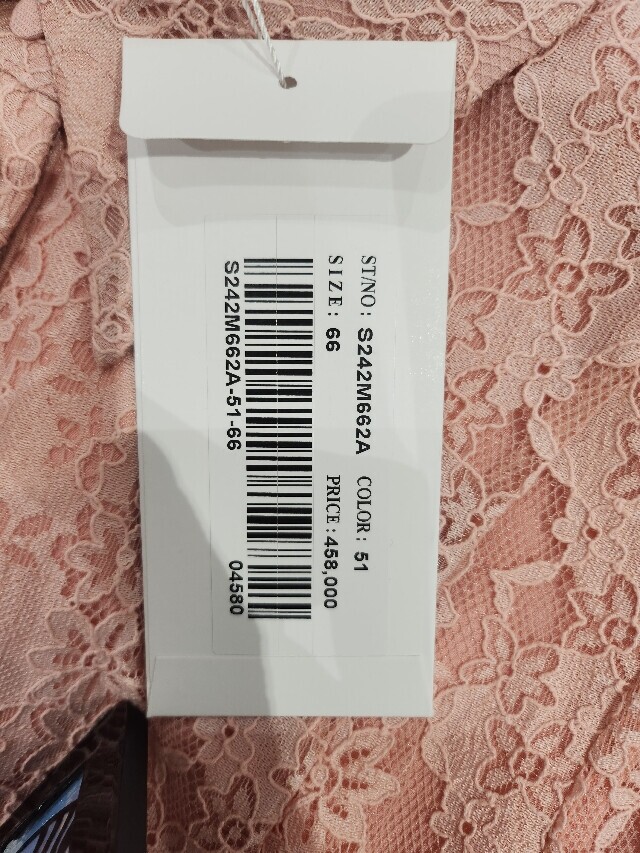 ST/NO: S242M662A COLOR: 51
SIZE: 66 PRICE: 458,000
S242M662A-51-66 04580